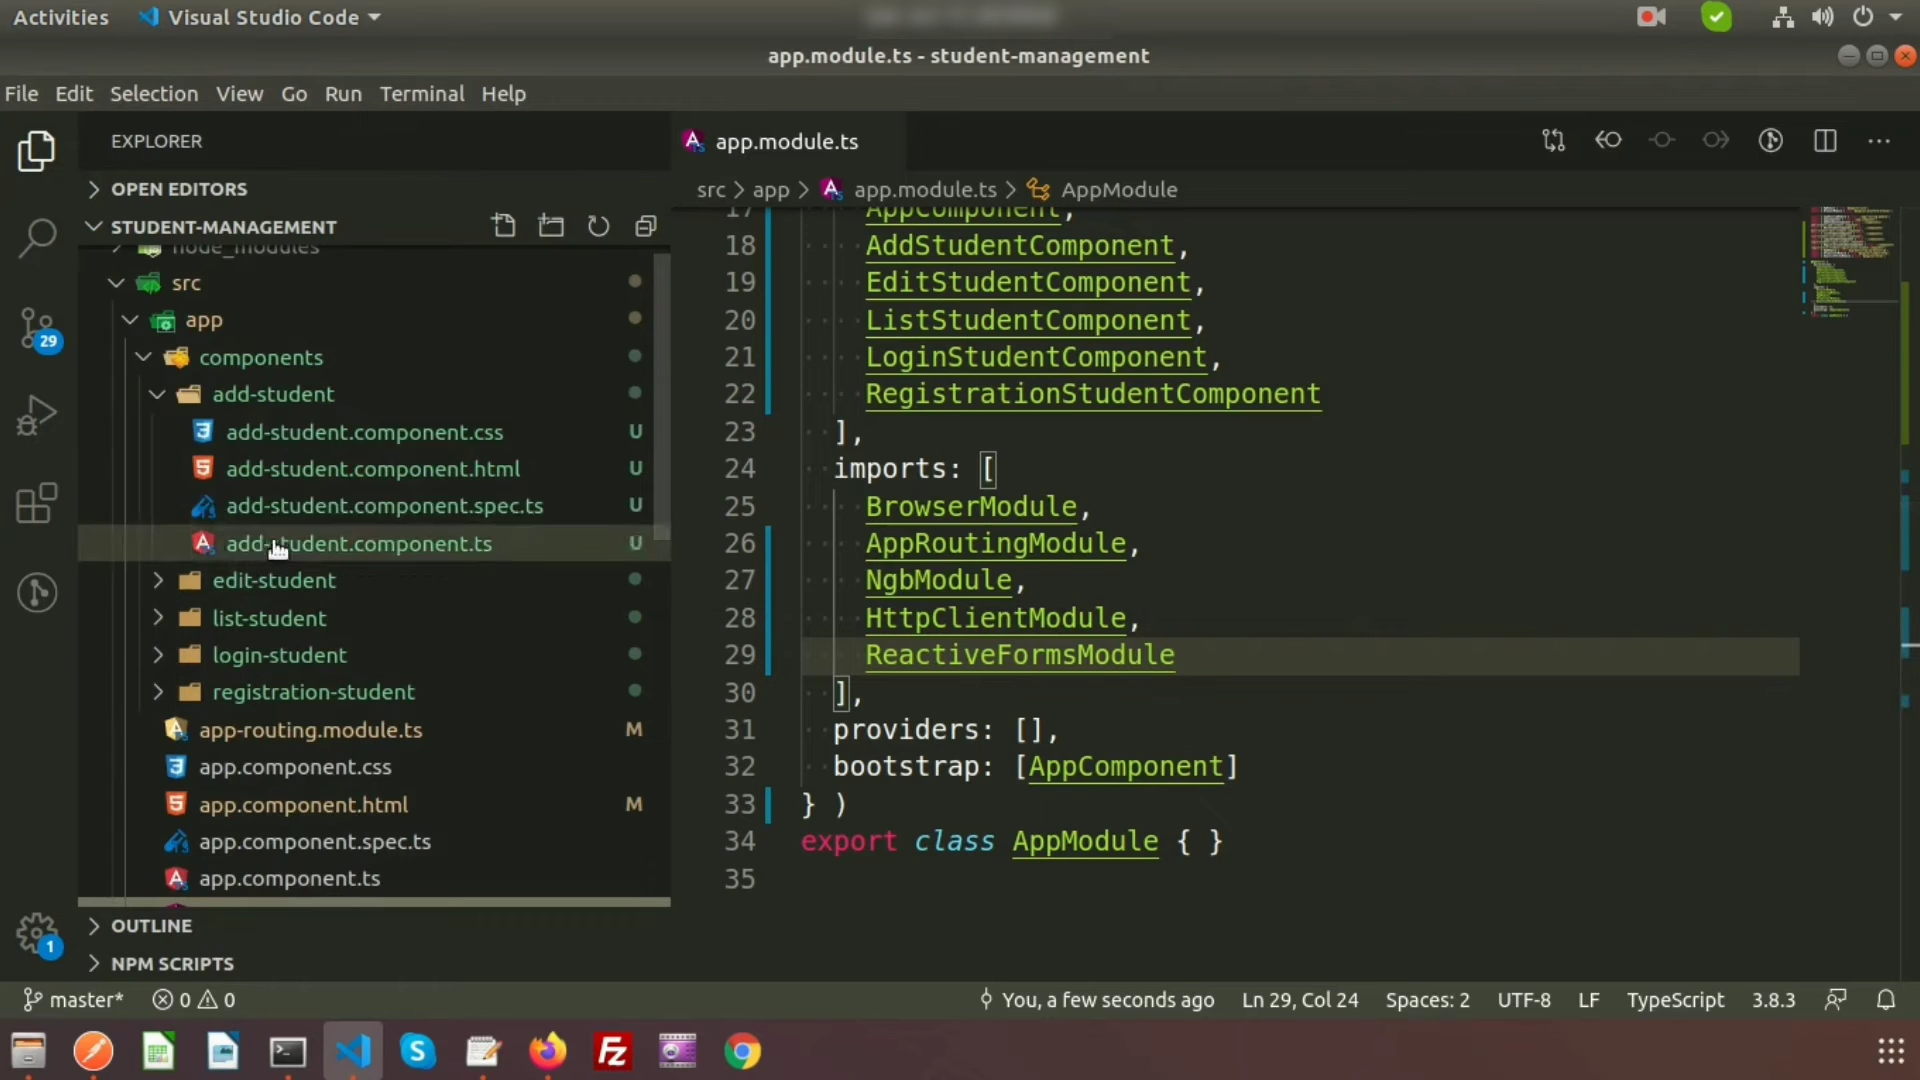 Activities Visual Studio Code
app.module.ts - student-management
File Edit Selection View Go Run Terminal Help
EXPLORER
OPEN EDITORS
STUDENT-MANAGEMENT
node_modules
src
app
components
add-student
add-student.component.css U
add-student.component.html U
add-student.component.spec.ts U
add-student.component.ts U
edit-student
list-student
login-student
registration-student
app-routing.module.ts M
app.component.css
app.component.html M
app.component.spec.ts
app.component.ts
OUTLINE
NPM SCRIPTS
29
1
app.module.ts
src > app > app.module.ts > AppModule
17 AppComponent,
18 AddStudentComponent,
19 EditStudentComponent,
20 ListStudentComponent,
21 LoginStudentComponent,
22 RegistrationStudentComponent
23 ],
24 imports: [
25 BrowserModule,
26 AppRoutingModule,
27 NgbModule,
28 HttpClientModule,
29 ReactiveFormsModule
30 ],
31 providers: [],
32 bootstrap: [AppComponent]
33 } )
34 export class AppModule { }
35
master* 0 0 You, a few seconds ago Ln 29, Col 24 Spaces: 2 UTF-8 LF TypeScript 3.8.3